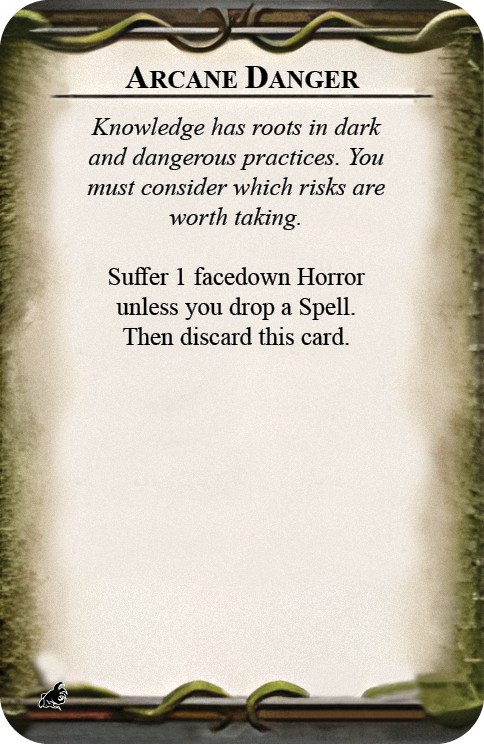 ARCANE DANGER
Knowledge has roots in dark
and dangerous practices. You
must consider which risks are
worth taking.
Suffer 1 facedown Horror
unless you drop a Spell.
Then discard this card.